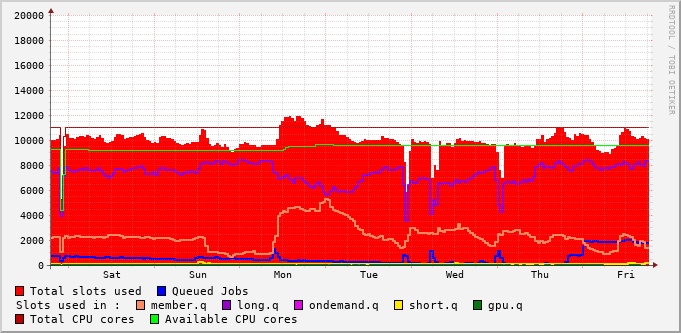 20000
18000
16000
14000
12000
10000
8000
6000
4000
2000
0
Sat Sun Mon Tue Wed Thu Fri
Total slots used Queued Jobs
Slots used in : member.q long.q ondemand.q short.q gpu.q
Total CPU cores Available CPU cores
RRDTOOL / TOBI OETIKER